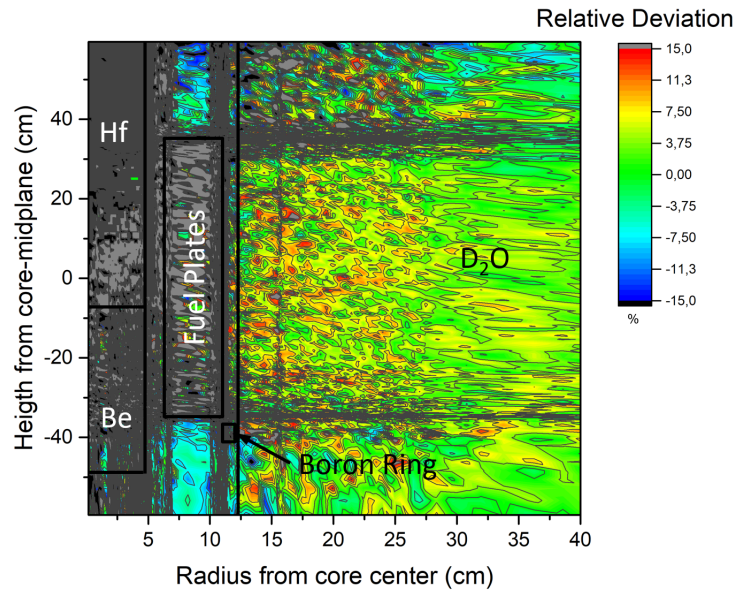 Relative Deviation
15,0
11,3
7,50
3,75
0,00
-3,75
-7,50
-11,3
-15,0
%
Heigth from core-midplane (cm)
40
20
0
-20
-40
Hf
Be
Fuel Plates
D₂O
Boron Ring
5
10
15
20
25
30
35
40
Radius from core center (cm)